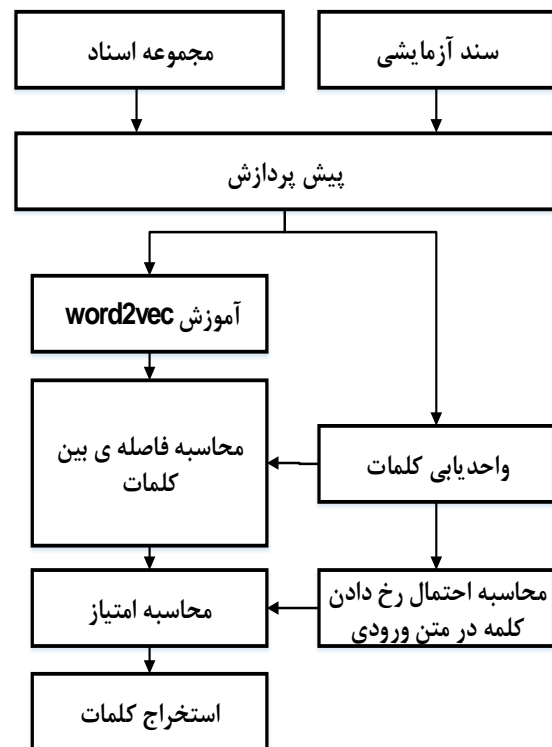 سند آزمایشی
مجموعه اسناد
پیش پردازش
آموزش word2vec
محاسبه فاصله ی بین
کلمات
واحدیابی کلمات
محاسبه احتمال رخ دادن
کلمه در متن ورودی
محاسبه امتیاز
استخراج کلمات